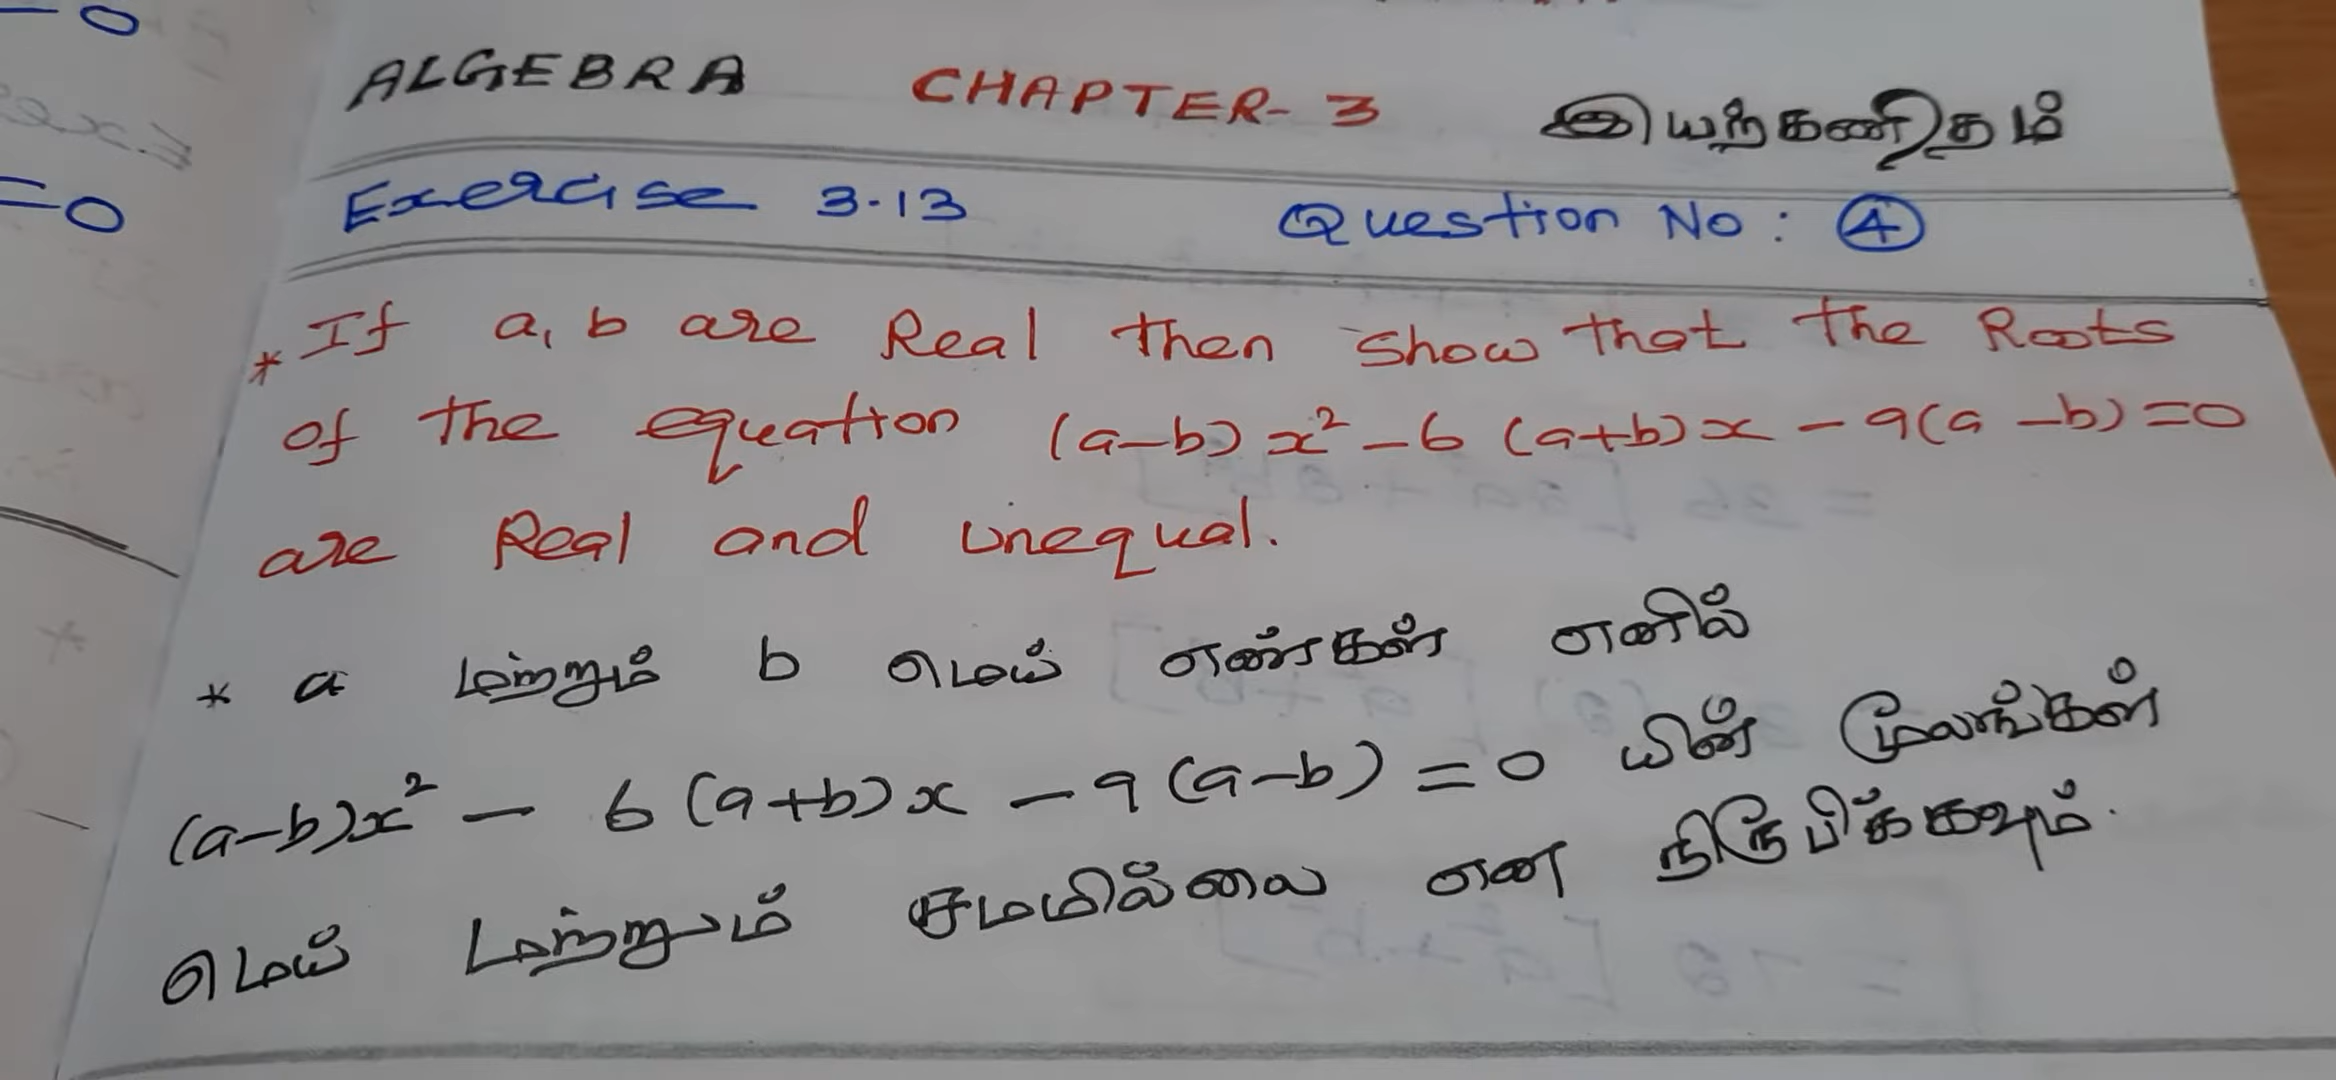 ALGEBRA CHAPTER-3 இயற்கணிதம்
Exercise 3.13 Question No: 4
* If a, b are Real then show that the Roots
of the equation (a-b)x² - 6(a+b)x - 9(a-b) = 0
are Real and unequal.
* a மற்றும் b மெய் எண்கள் எனில்
(a-b)x² - 6(a+b)x - 9(a-b) = 0 யின் மூலங்கள்
மெய் மற்றும் சமமில்லை என நிருபிக்கவும்.